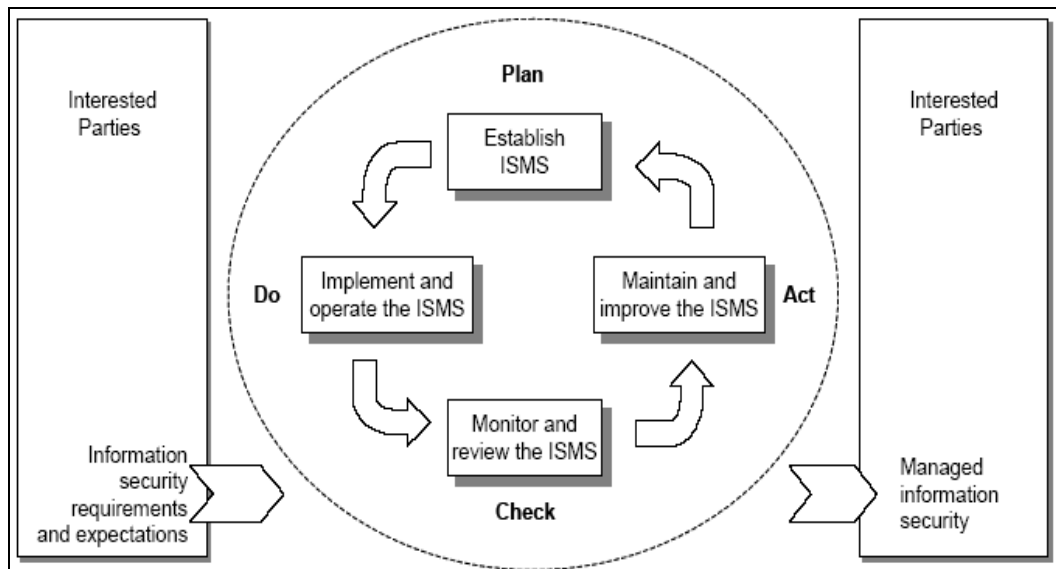 Interested
Parties
Information
security
requirements
and expectations
Plan
Establish
ISMS
Do
Implement and
operate the ISMS
Maintain and
improve the ISMS
Act
Monitor and
review the ISMS
Check
Interested
Parties
Managed
information
security